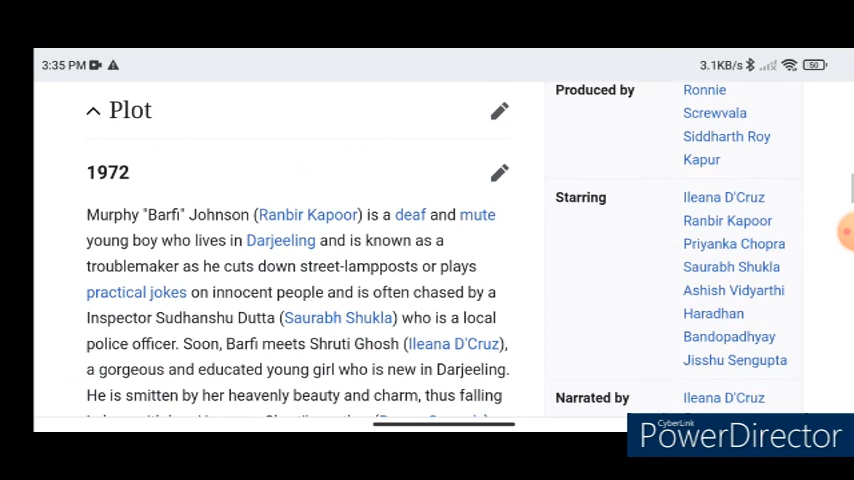 3:35 PM
3.1KB/s
50
Plot
1972
Murphy "Barfi" Johnson (Ranbir Kapoor) is a deaf and mute
young boy who lives in Darjeeling and is known as a
troublemaker as he cuts down street-lampposts or plays
practical jokes on innocent people and is often chased by a
Inspector Sudhanshu Dutta (Saurabh Shukla) who is a local
police officer. Soon, Barfi meets Shruti Ghosh (Ileana D'Cruz),
a gorgeous and educated young girl who is new in Darjeeling.
He is smitten by her heavenly beauty and charm, thus falling
Produced by
Ronnie
Screwvala
Siddharth Roy
Kapur
Starring
Ileana D'Cruz
Ranbir Kapoor
Priyanka Chopra
Saurabh Shukla
Ashish Vidyarthi
Haradhan
Bandopadhyay
Jisshu Sengupta
Narrated by
Ileana D'Cruz
CyberLink
PowerDirector